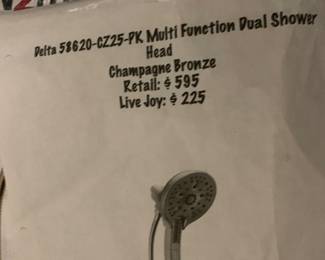 Delta 58620-CZ25-PK Multi Function Dual Shower
Head
Champagne Bronze
Retail: $ 595
Live Joy: $ 225